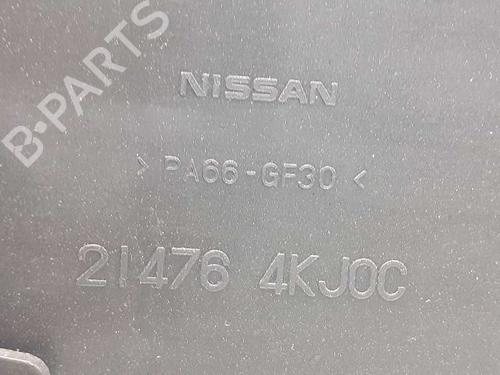 B-PARTS
NISSAN
> PA66-GF30 <
21476 4KJ0C